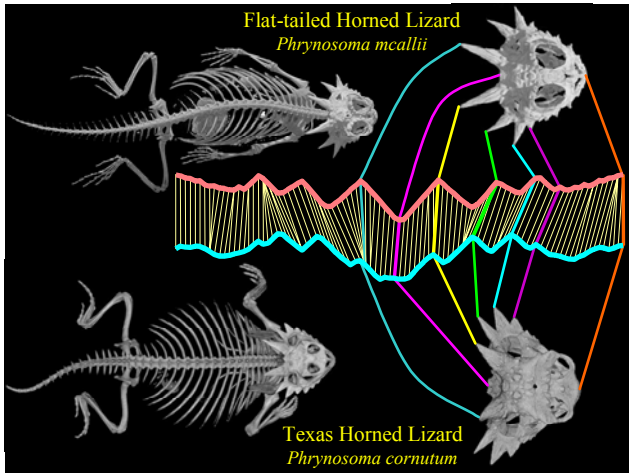 Flat-tailed Horned Lizard
Phrynosoma mcallii
Texas Horned Lizard
Phrynosoma cornutum